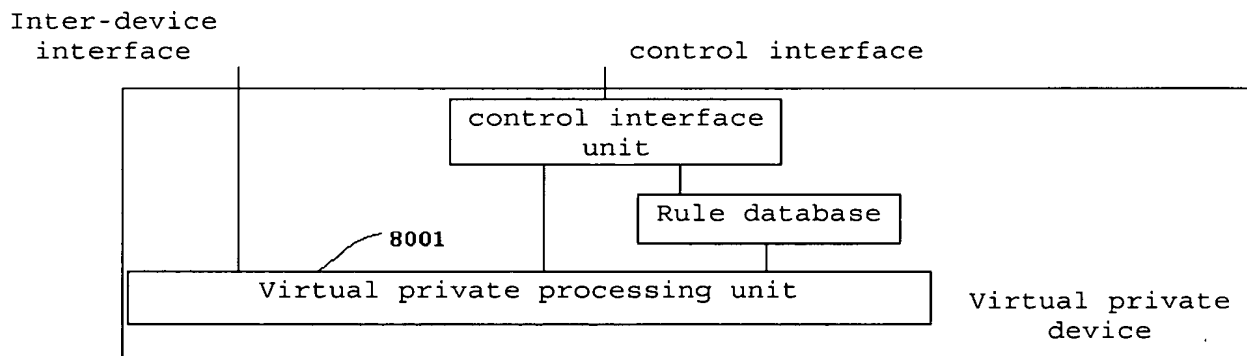 Inter-device
interface
control interface
control interface
unit
Rule database
8001
Virtual private processing unit
Virtual private
device